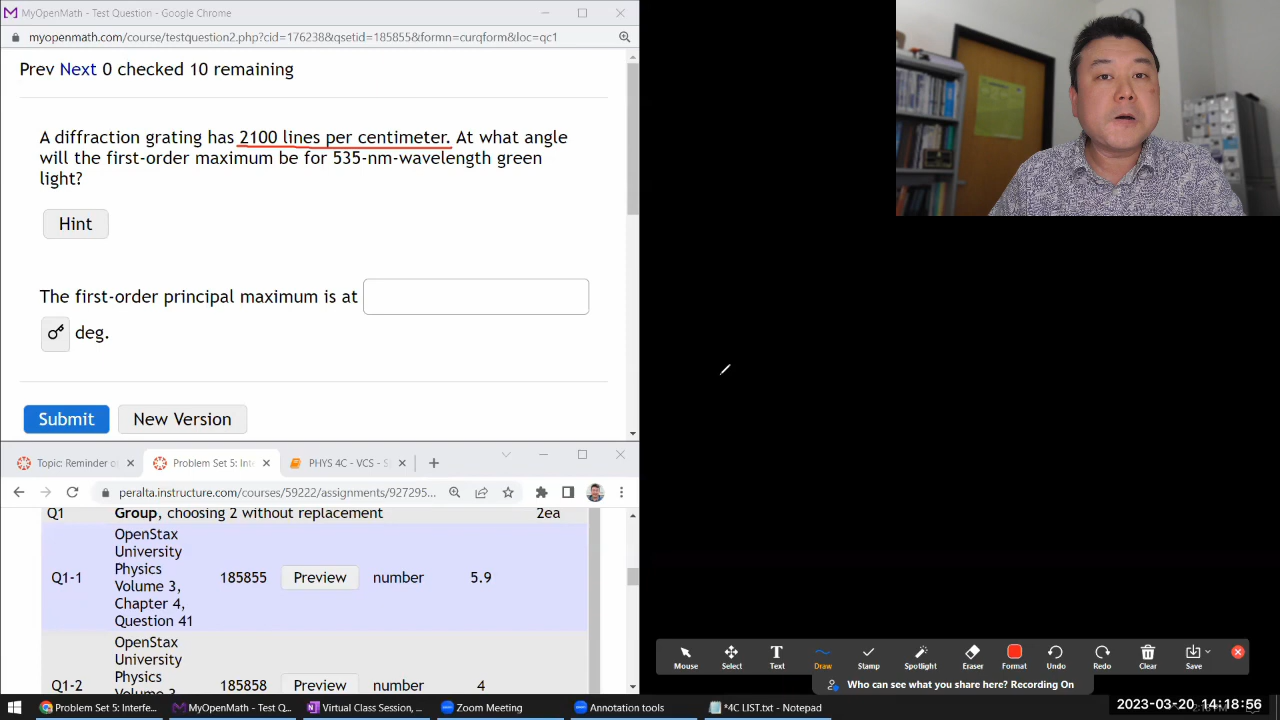 MyOpenMath - Test Question - Google Chrome
myopenmath.com/course/testquestion2.php?cid=176238&qsetid=185855&formn=curqform&loc=qc1
Prev Next 0 checked 10 remaining
A diffraction grating has 2100 lines per centimeter. At what angle
will the first-order maximum be for 535-nm-wavelength green
light?
Hint
The first-order principal maximum is at
deg.
Submit New Version
Topic: Reminder o
Problem Set 5: Int
PHYS 4C - VCS - S
peralta.instructure.com/courses/59222/assignments/927295...
Q1 Group, choosing 2 without replacement 2ea
OpenStax
University
Physics
Q1-1 Volume 3, 185855 Preview number 5.9
Chapter 4,
Question 41
OpenStax
University
Physics
Q1-2 185858 Preview number 4
Mouse Select Text Draw Stamp Spotlight Eraser Format Undo Redo Clear Save
Who can see what you share here? Recording On
Problem Set 5: Interfe...
MyOpenMath - Test Q...
Virtual Class Session, ...
Zoom Meeting
Annotation tools
*4C LIST.txt - Notepad
2023-03-20 14:18:56